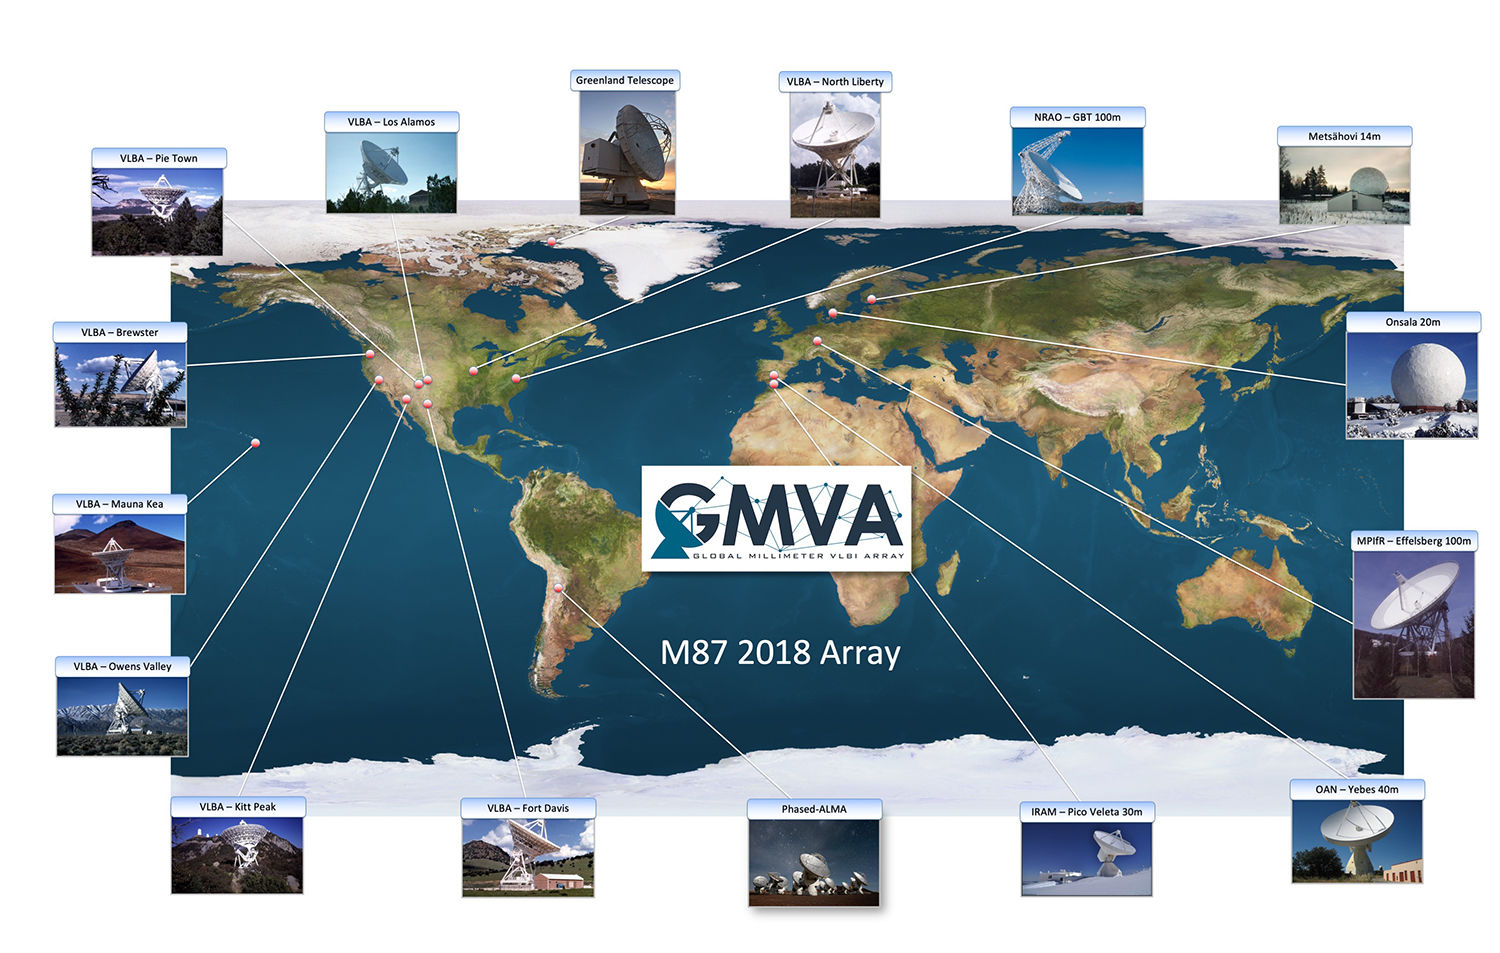 Greenland Telescope
VLBA – North Liberty
NRAO – GBT 100m
VLBA – Los Alamos
Metsähovi 14m
VLBA – Pie Town
Onsala 20m
VLBA – Brewster
VLBA – Mauna Kea
GMVA
GLOBAL MILLIMETER VLBI ARRAY
MPIfR – Effelsberg 100m
M87 2018 Array
VLBA – Owens Valley
OAN – Yebes 40m
VLBA – Kitt Peak
VLBA – Fort Davis
Phased-ALMA
IRAM – Pico Veleta 30m